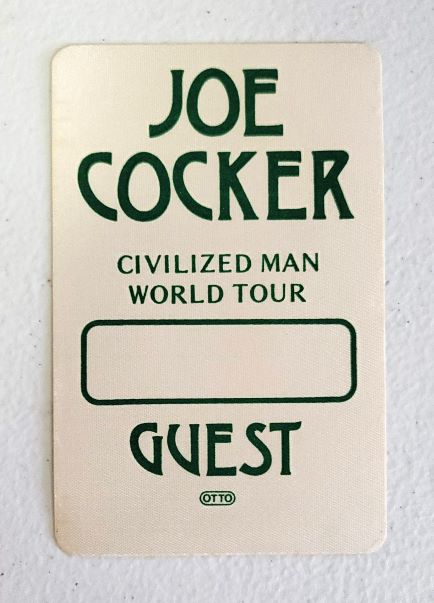 JOE
COCKER
CIVILIZED MAN
WORLD TOUR
GUEST
OTTO